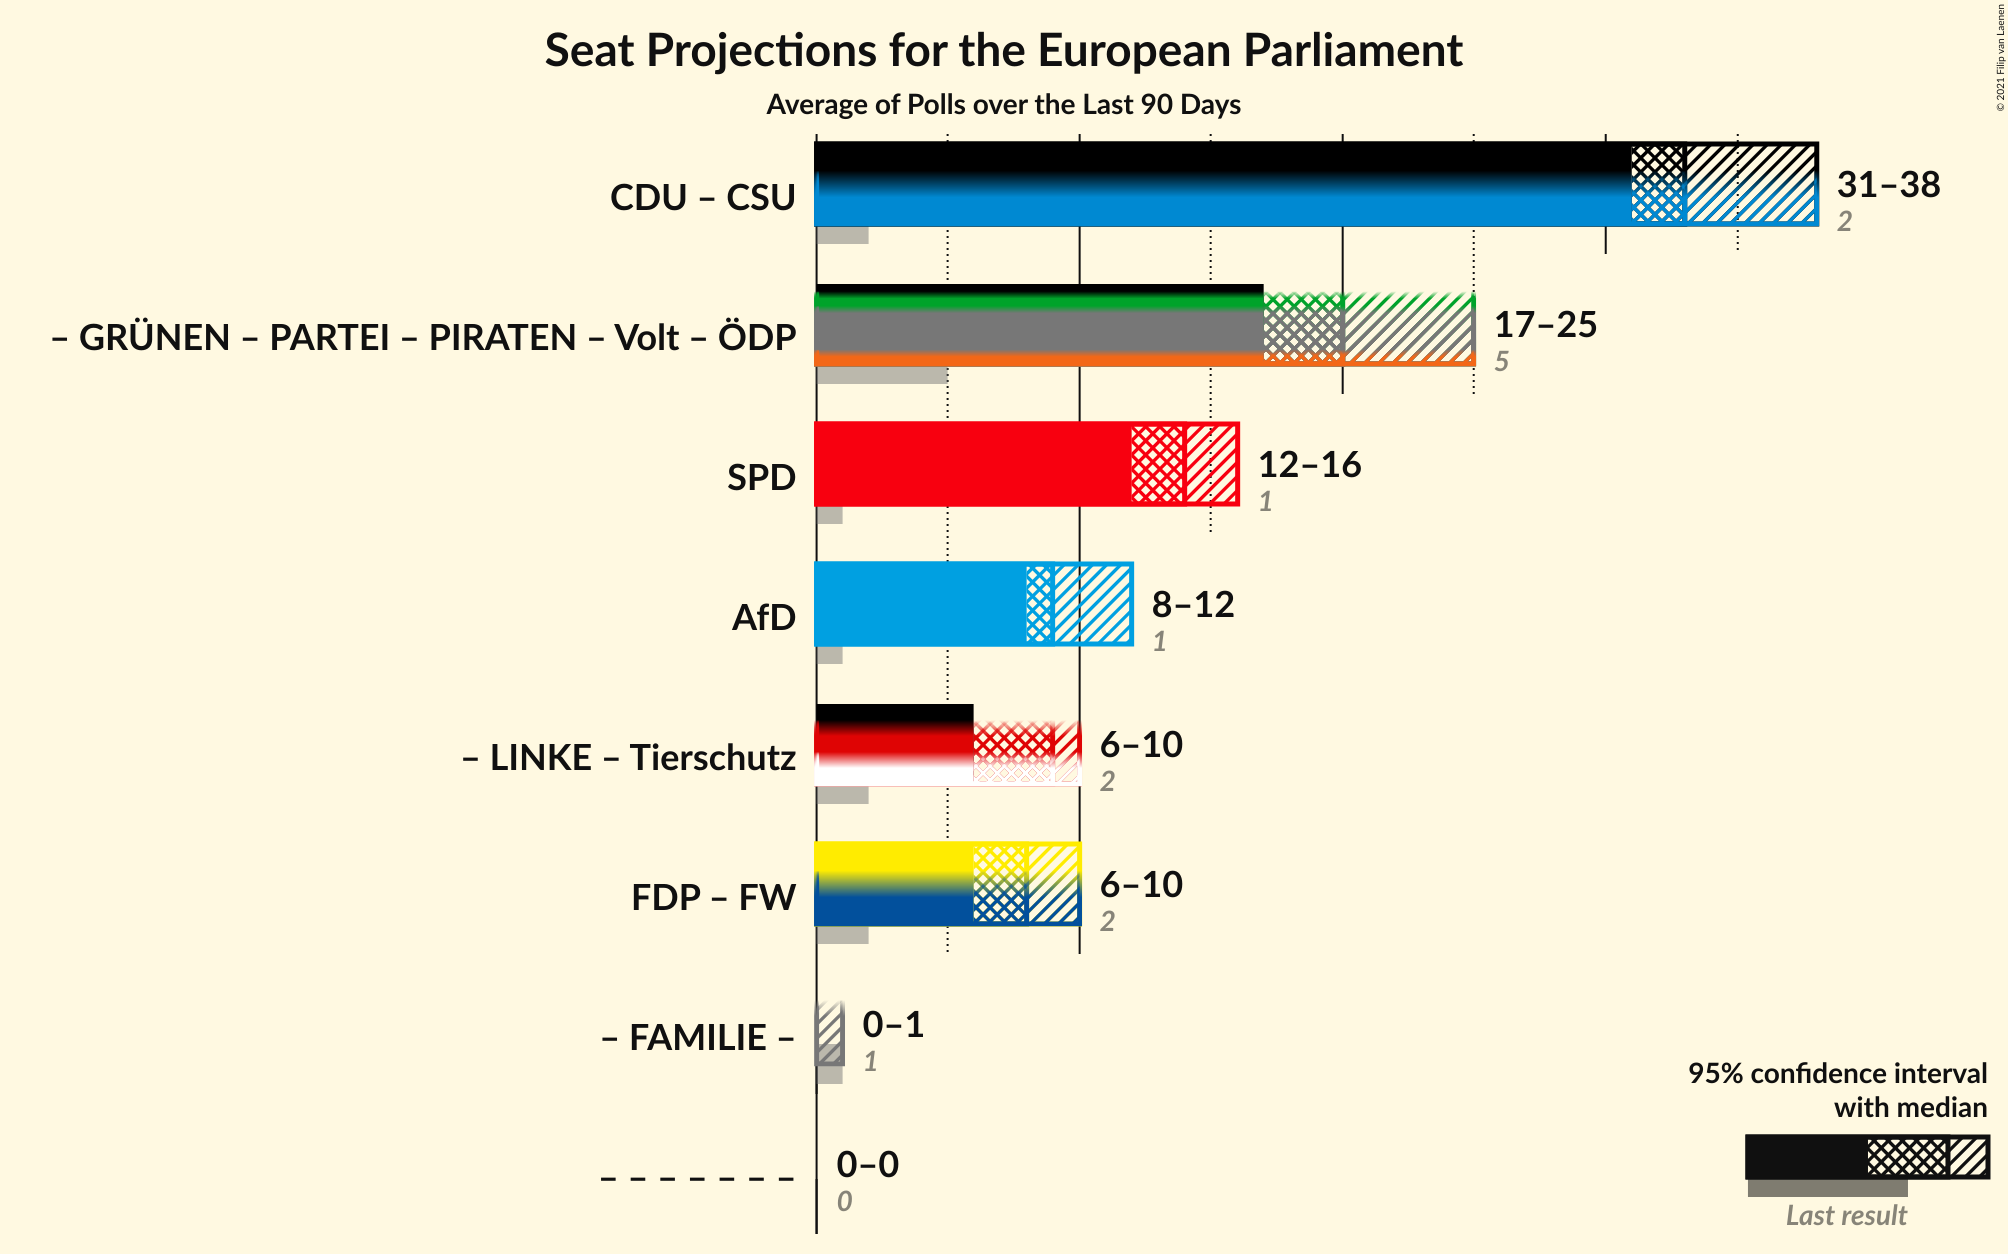 Seat Projections for the European Parliament
Average of Polls over the Last 90 Days
© 2021 Filip van Laenen
CDU – CSU
31–38
2
– GRÜNEN – PARTEI – PIRATEN – Volt – ÖDP
17–25
5
SPD
12–16
1
AfD
8–12
1
– LINKE – Tierschutz
6–10
2
FDP – FW
6–10
2
– FAMILIE –
0–1
1
– – – – – – –
0–0
0
95% confidence interval
with median
Last result